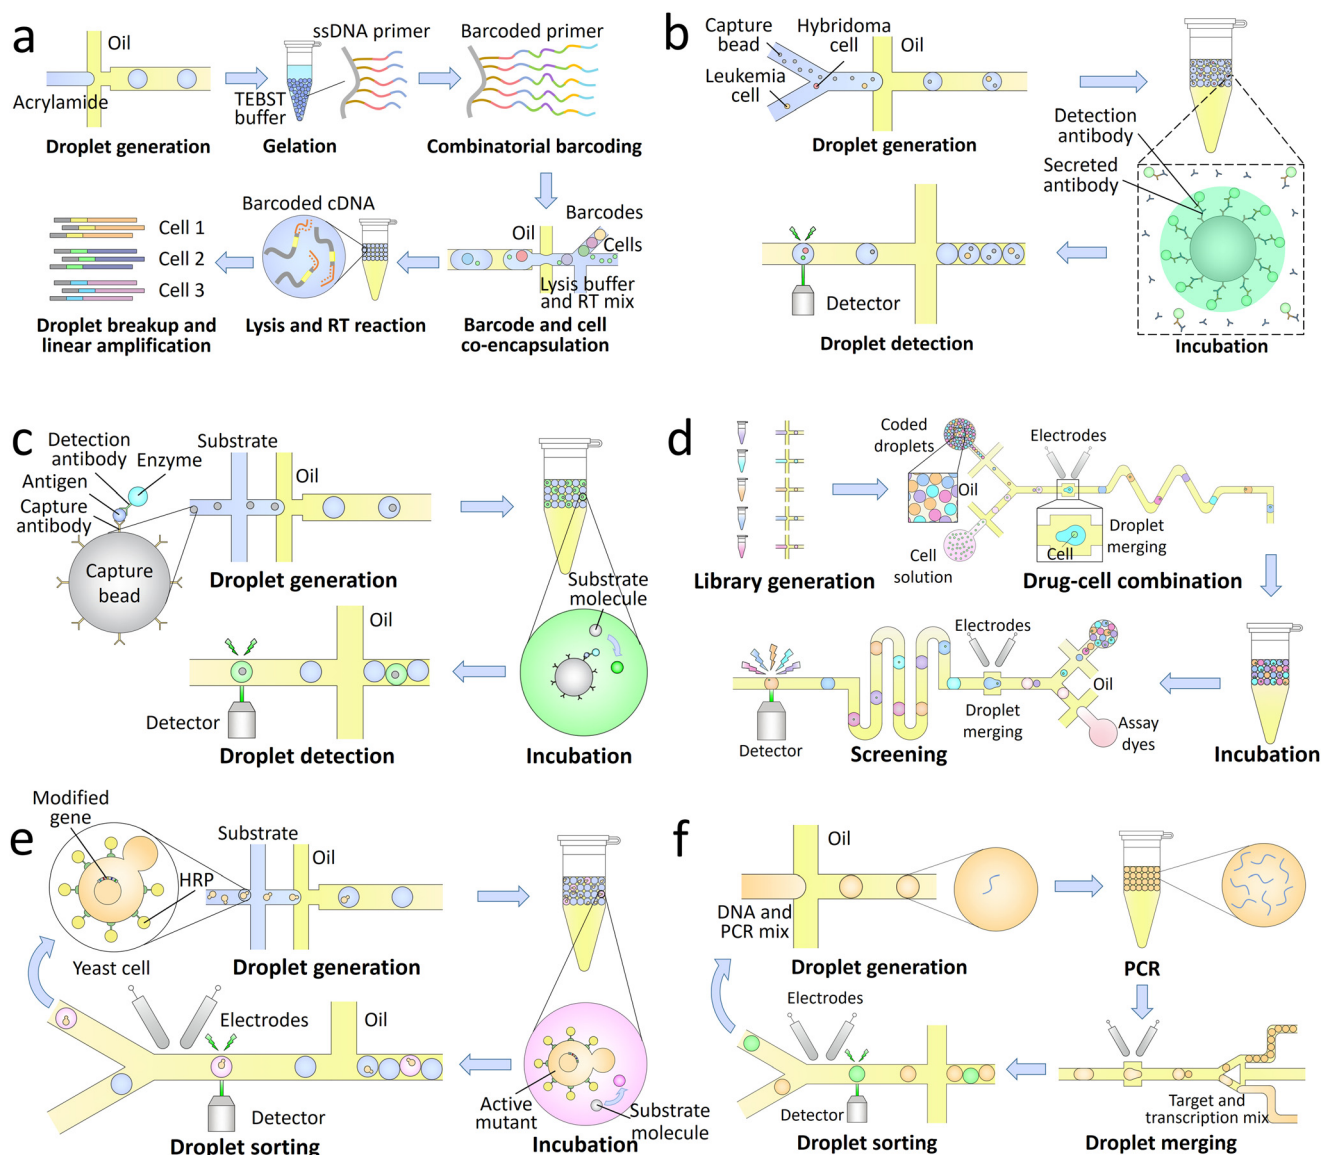 a
Oil
Acrylamide
Droplet generation
TEBST
buffer
ssDNA primer
Gelation
Barcoded primer
Combinatorial barcoding
Barcodes
Oil
Cells
Lysis buffer
and RT mix
Barcode and cell
co-encapsulation
Barcoded cDNA
Lysis and RT reaction
Cell 1
Cell 2
Cell 3
Droplet breakup and
linear amplification
b
Capture
bead
Hybridoma
cell
Oil
Leukemia
cell
Droplet generation
Detection
antibody
Secreted
antibody
Incubation
Detector
Droplet detection
c
Detection
antibody
Enzyme
Antigen
Capture
antibody
Capture
bead
Substrate
Oil
Droplet generation
Substrate
molecule
Incubation
Oil
Detector
Droplet detection
d
Library generation
Coded
droplets
Oil
Cell
solution
Electrodes
Cell
Droplet
merging
Drug-cell combination
Incubation
Electrodes
Oil
Assay
dyes
Droplet
merging
Screening
Detector
e
Modified
gene
HRP
Yeast cell
Substrate
Oil
Droplet generation
Active
mutant
Substrate
molecule
Incubation
Oil
Electrodes
Detector
Droplet sorting
f
DNA and
PCR mix
Droplet generation
PCR
Target and
transcription mix
Droplet merging
Electrodes
Detector
Droplet sorting